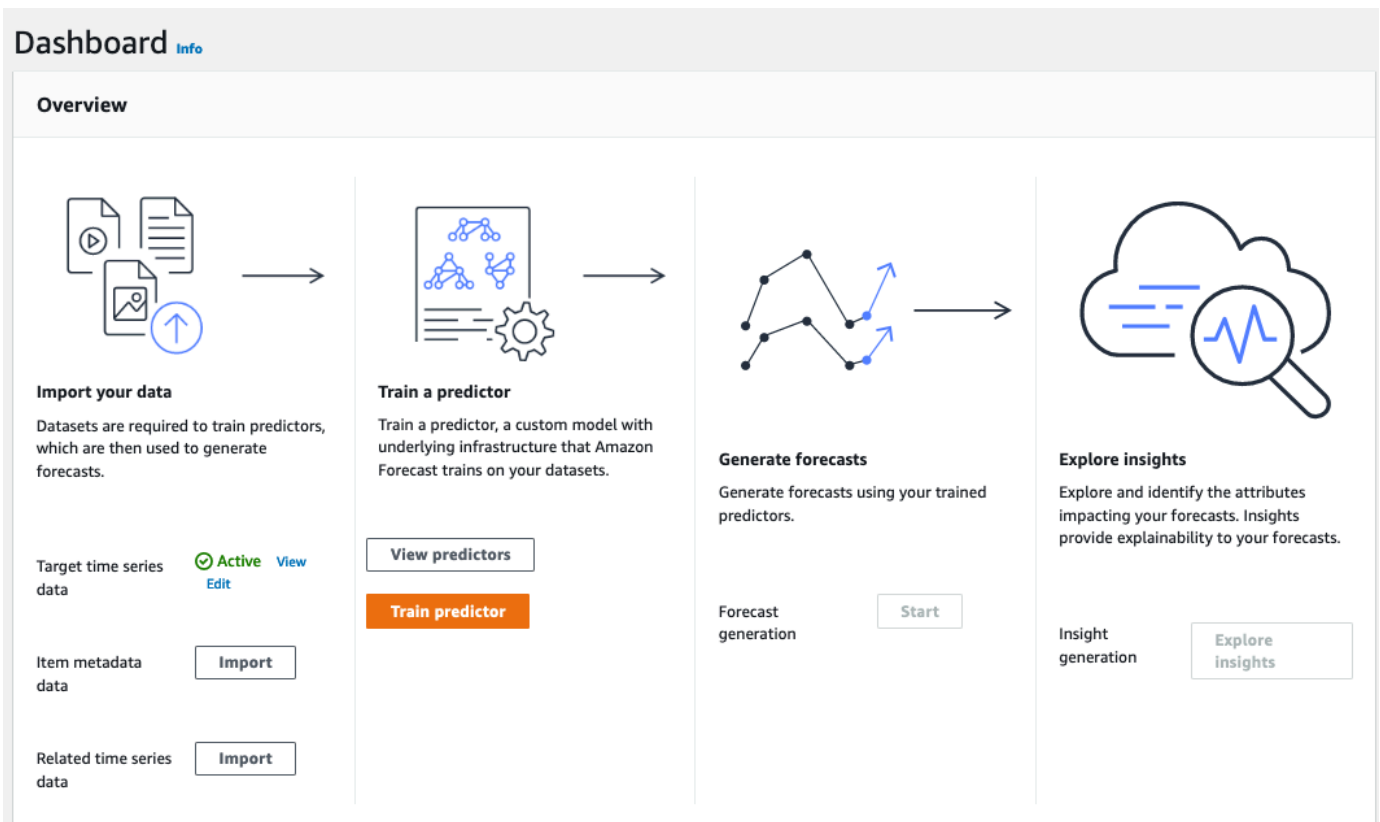 Dashboard Info
Overview
Import your data
Datasets are required to train predictors,
which are then used to generate
forecasts.
Target time series
data
Active View
Edit
Item metadata
data
Import
Related time series
data
Import
Train a predictor
Train a predictor, a custom model with
underlying infrastructure that Amazon
Forecast trains on your datasets.
View predictors
Train predictor
Generate forecasts
Generate forecasts using your trained
predictors.
Forecast
generation
Start
Explore insights
Explore and identify the attributes
impacting your forecasts. Insights
provide explainability to your forecasts.
Insight
generation
Explore
insights